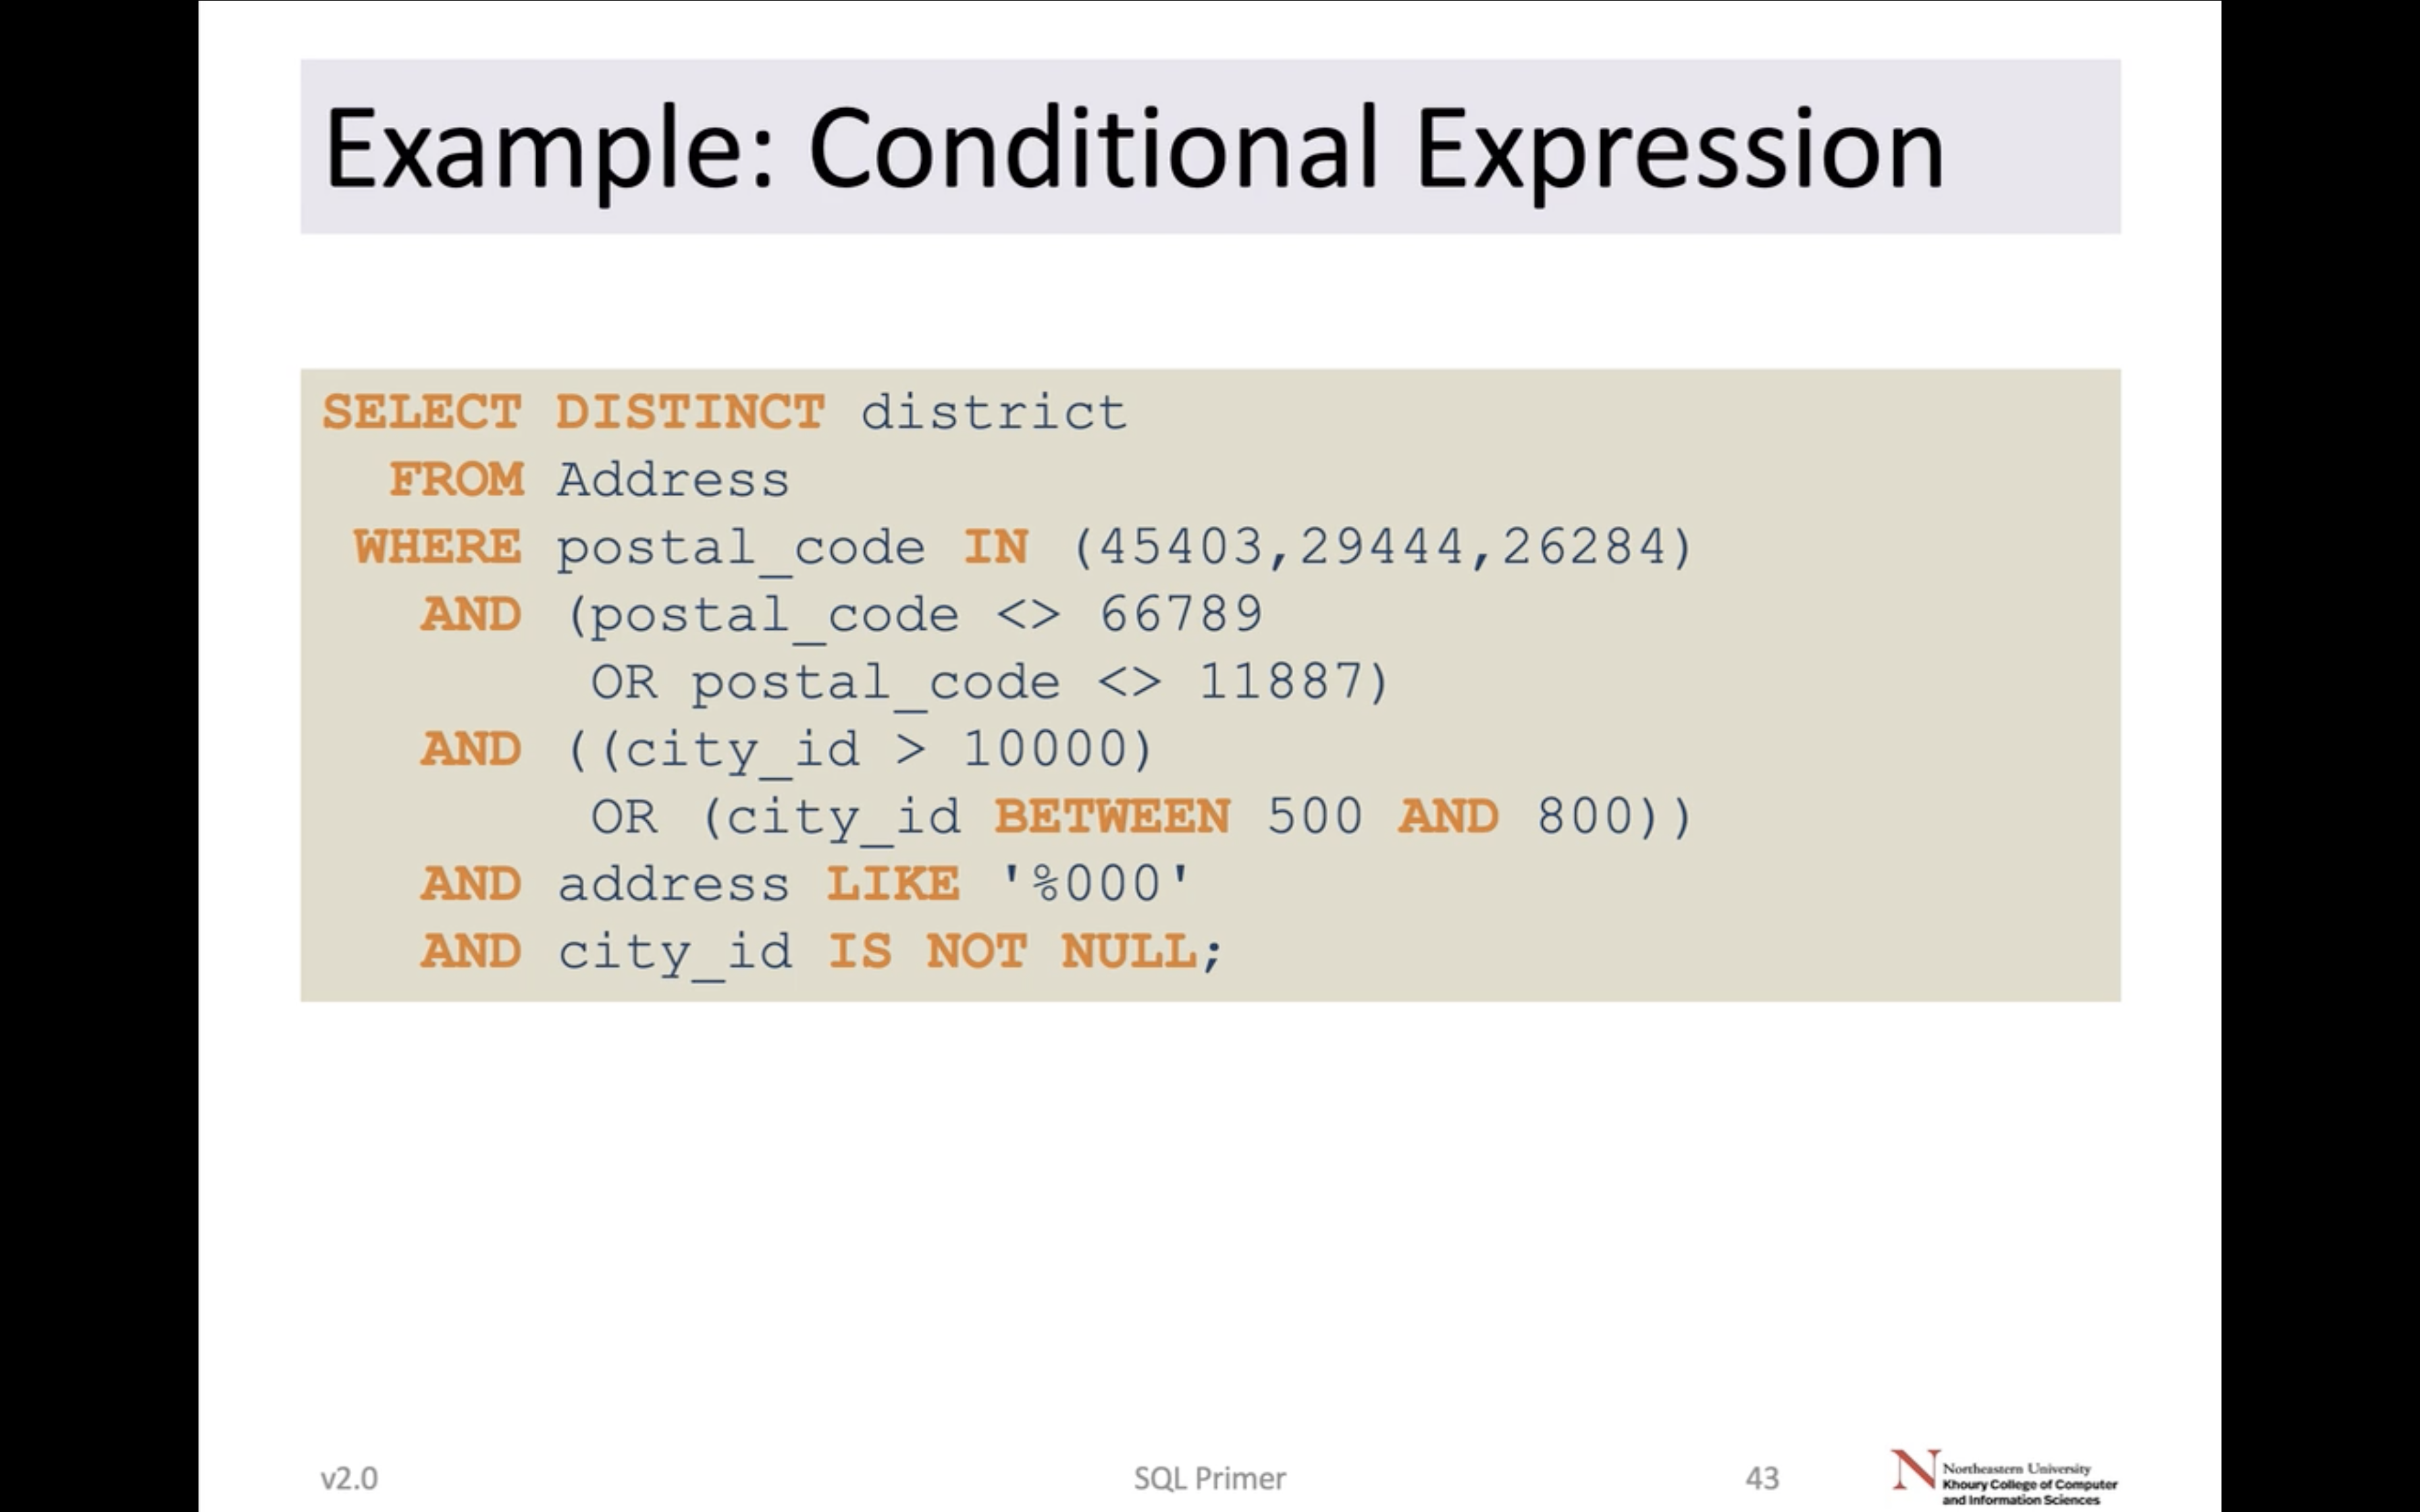 Example: Conditional Expression
SELECT DISTINCT district
FROM Address
WHERE postal_code IN (45403,29444,26284)
AND (postal_code <> 66789
OR postal_code <> 11887)
AND ((city_id > 10000)
OR (city_id BETWEEN 500 AND 800))
AND address LIKE '%000'
AND city_id IS NOT NULL;
v2.0
SQL Primer
43
N
Northeastern University
Khoury College of Computer
and Information Sciences